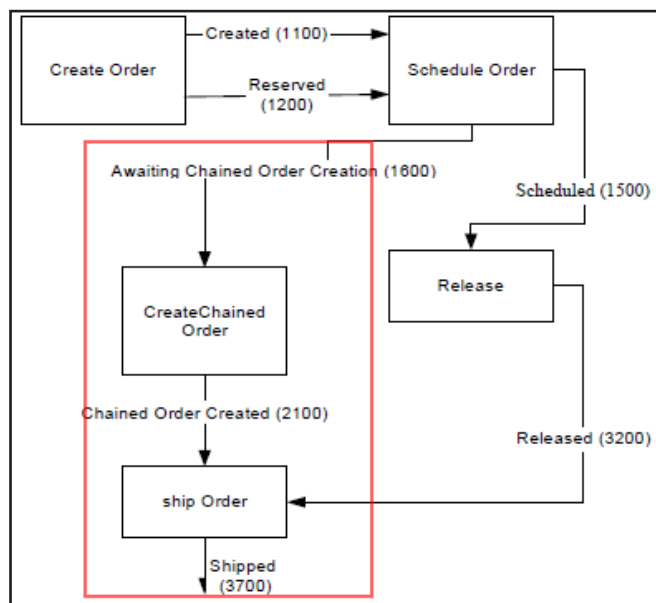 Created (1100)
Create Order
Schedule Order
Reserved
(1200)
Awaiting Chained Order Creation (1600)
Scheduled (1500)
Release
CreateChained
Order
Chained Order Created (2100)
Released (3200)
ship Order
Shipped
(3700)